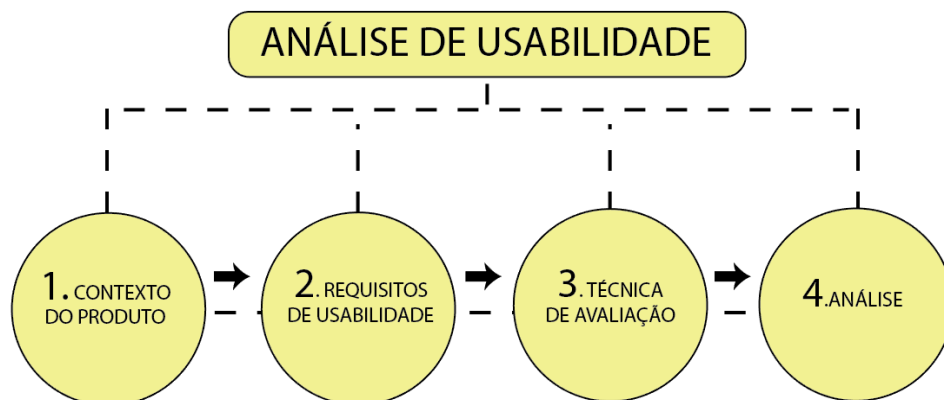 ANÁLISE DE USABILIDADE
1. CONTEXTO
DO PRODUTO
2. REQUISITOS
DE USABILIDADE
3. TÉCNICA
DE AVALIAÇÃO
4.ANÁLISE